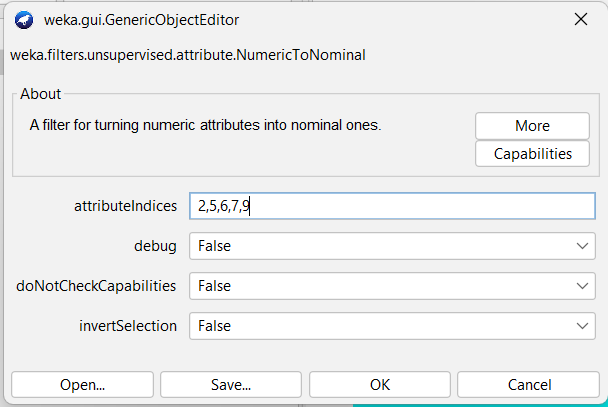 weka.gui.GenericObjectEditor
weka.filters.unsupervised.attribute.NumericToNominal
About
A filter for turning numeric attributes into nominal ones.
More
Capabilities
attributeIndices 2,5,6,7,9
debug False
doNotCheckCapabilities False
invertSelection False
Open... Save... OK Cancel